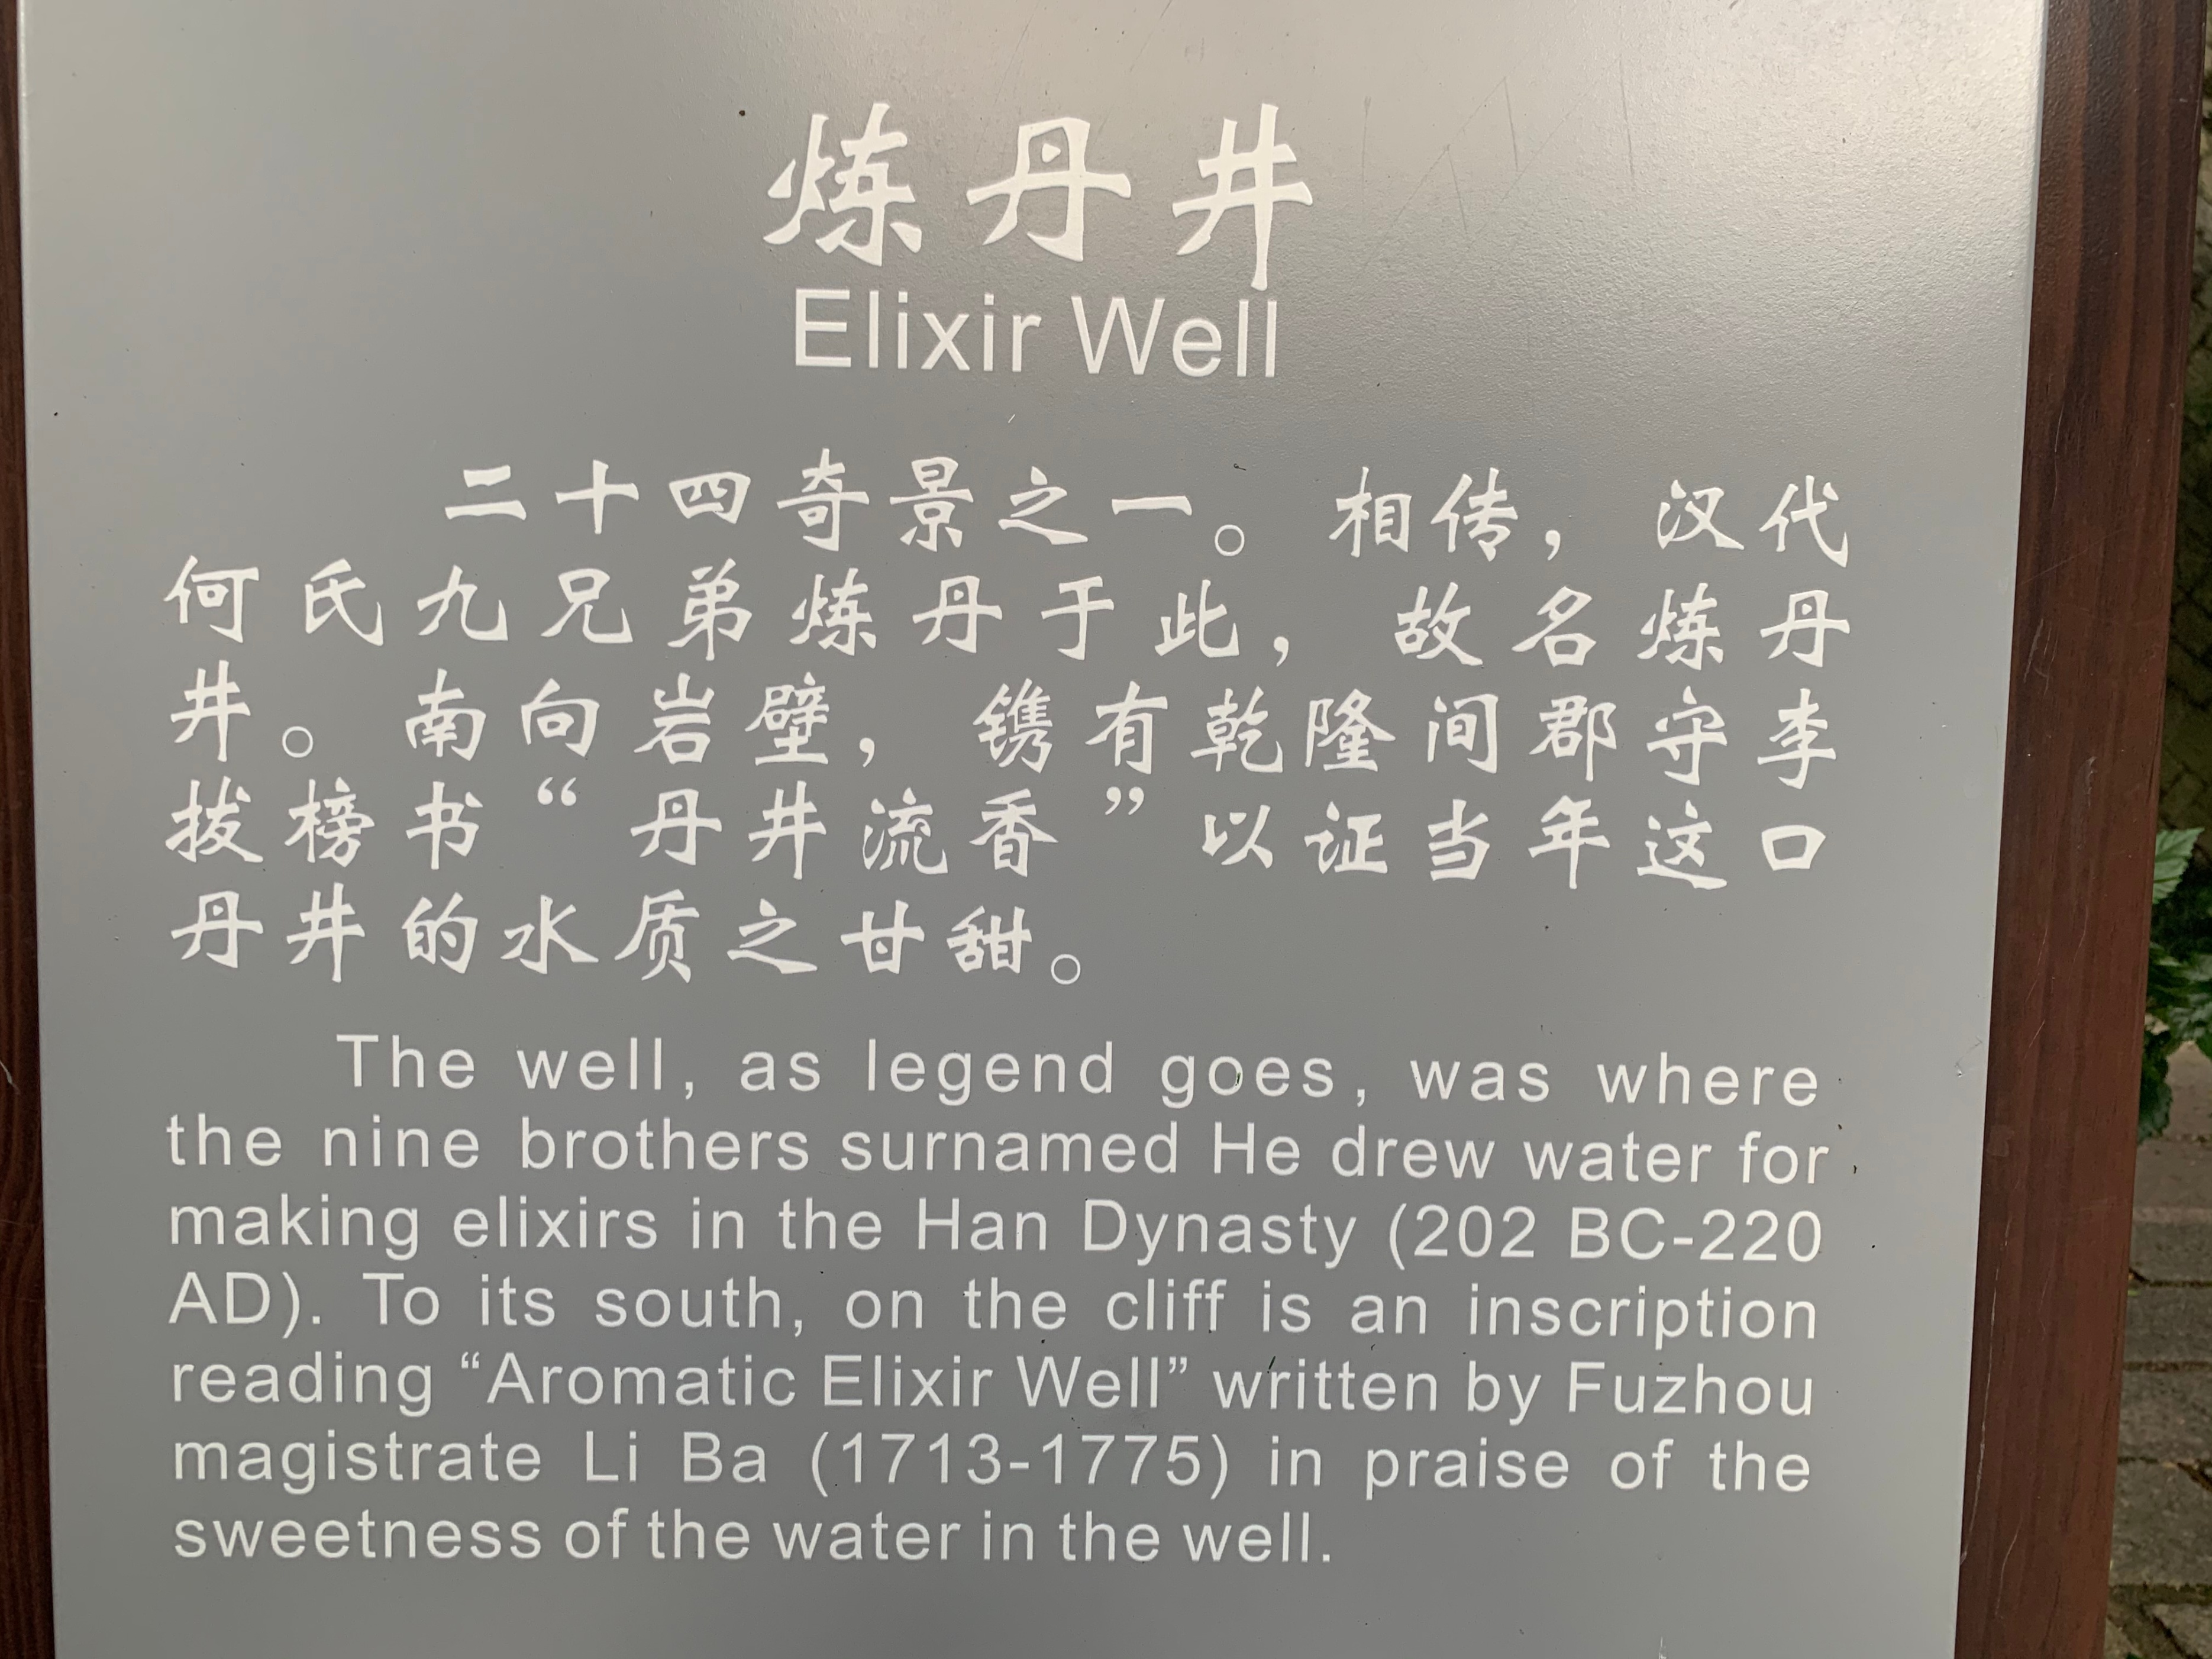 炼丹井
Elixir Well
二十四奇景之一。相传，汉代
何氏九兄弟炼丹于此，故名炼丹
井。南向岩壁，镌有乾隆间郡守李
拔榜书“丹井流香”以证当年这口
丹井的水质之甘甜。
The well, as legend goes, was where
the nine brothers surnamed He drew water for
making elixirs in the Han Dynasty (202 BC-220
AD). To its south, on the cliff is an inscription
reading “Aromatic Elixir Well” written by Fuzhou
magistrate Li Ba (1713-1775) in praise of the
sweetness of the water in the well.